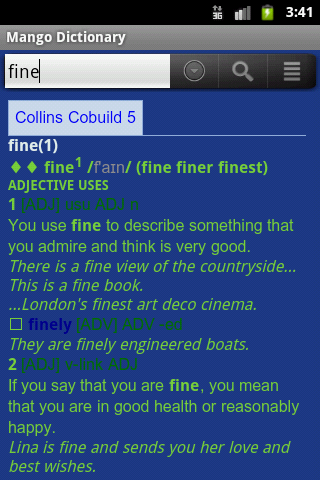 3G 3:41
Mango Dictionary
fine
Collins Cobuild 5
fine(1)
♦♦ fine1 /f'aɪn/ (fine finer finest)
ADJECTIVE USES
1 [ADJ] usu ADJ n
You use fine to describe something that
you admire and think is very good.
There is a fine view of the countryside...
This is a fine book.
...London's finest art deco cinema.
☐ finely [ADV] ADV -ed
They are finely engineered boats.
2 [ADJ] v-link ADJ
If you say that you are fine, you mean
that you are in good health or reasonably
happy.
Lina is fine and sends you her love and
best wishes.